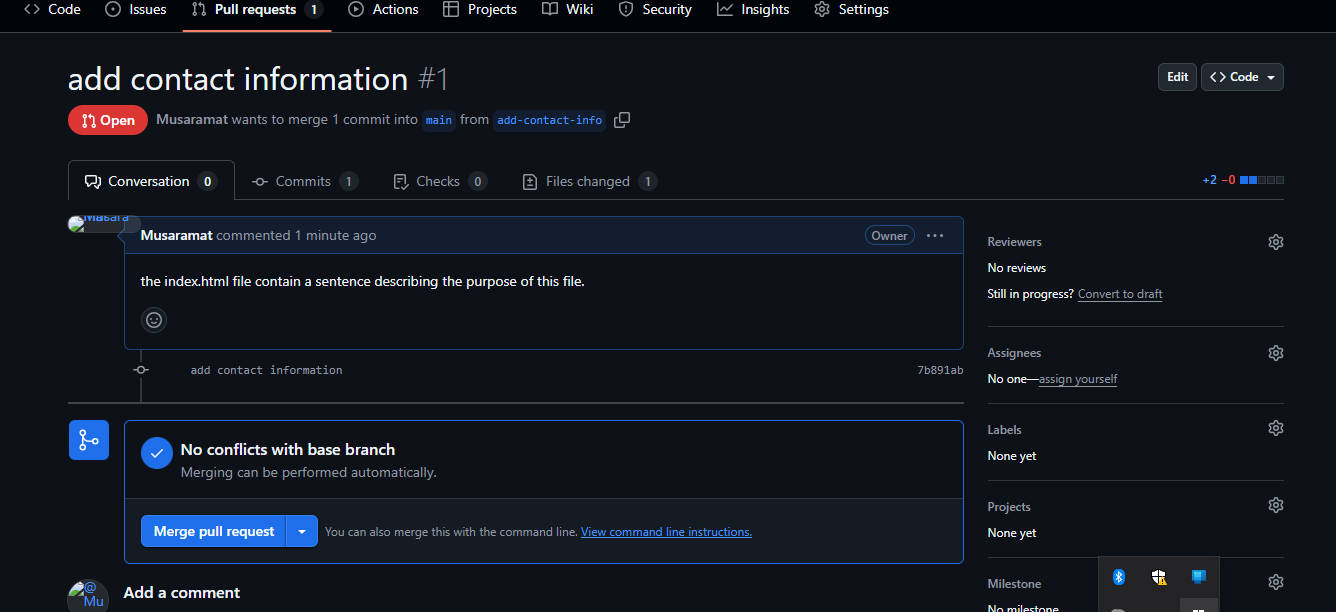 Code Issues Pull requests 1 Actions Projects Wiki Security Insights Settings
add contact information #1
Edit
Code
Open
Musaramat wants to merge 1 commit into main from add-contact-info
Conversation 0
Commits 1
Checks 0
Files changed 1
+2 −0
Musaramat commented 1 minute ago
Owner
the index.html file contain a sentence describing the purpose of this file.
add contact information
7b891ab
No conflicts with base branch
Merging can be performed automatically.
Merge pull request
You can also merge this with the command line. View command line instructions.
@
Mu
Add a comment
Reviewers
No reviews
Still in progress? Convert to draft
Assignees
No one—assign yourself
Labels
None yet
Projects
None yet
Milestone
No milestone